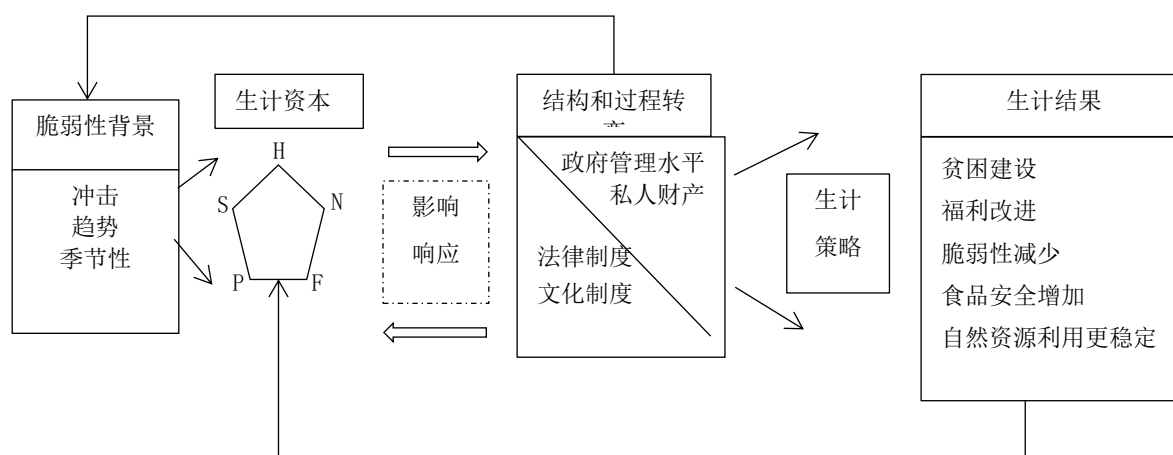 脆弱性背景
冲击
趋势
季节性
生计资本
H
S
N
P
F
影响
响应
结构和过程转
政府管理水平
私人财产
法律制度
文化制度
生计
策略
生计结果
贫困建设
福利改进
脆弱性减少
食品安全增加
自然资源利用更稳定